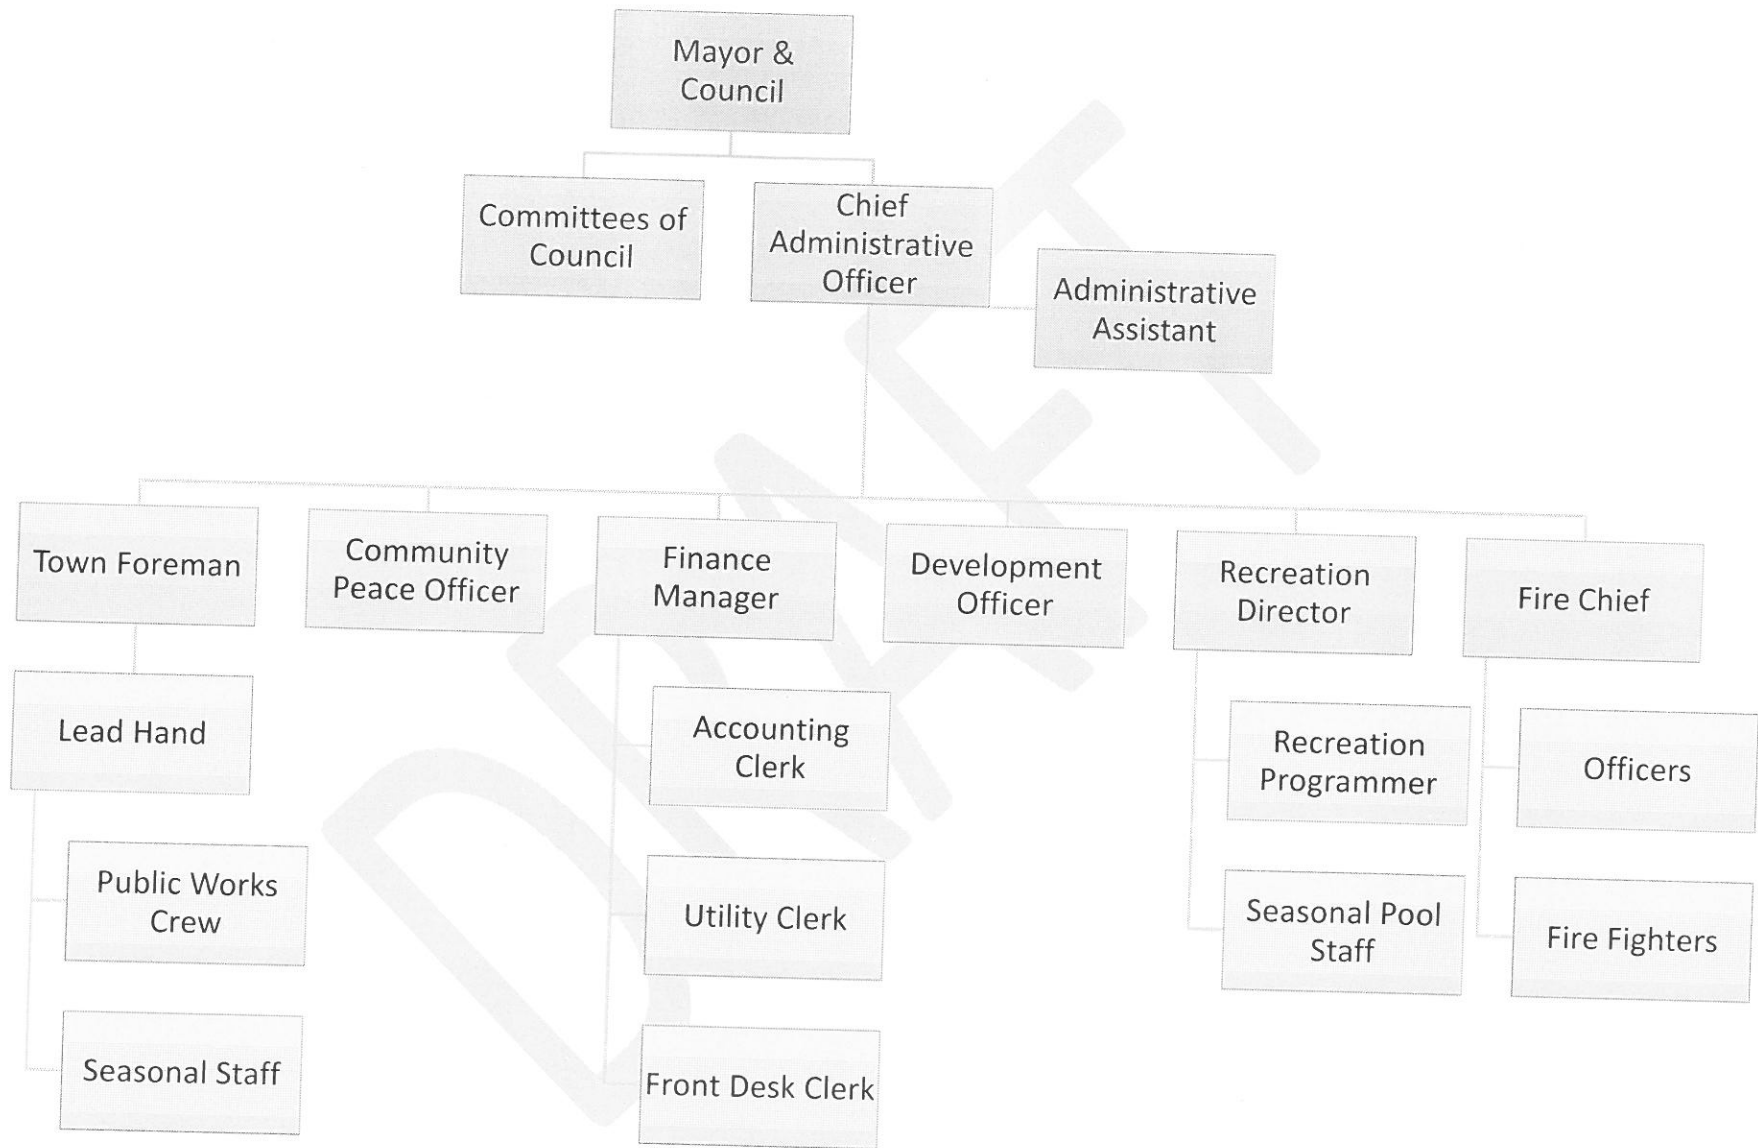 Mayor &
Council
Committees of
Council
Chief
Administrative
Officer
Administrative
Assistant
Town Foreman
Community
Peace Officer
Finance
Manager
Development
Officer
Recreation
Director
Fire Chief
Lead Hand
Accounting
Clerk
Recreation
Programmer
Officers
Public Works
Crew
Utility Clerk
Seasonal Pool
Staff
Fire Fighters
Seasonal Staff
Front Desk Clerk
DRAFT